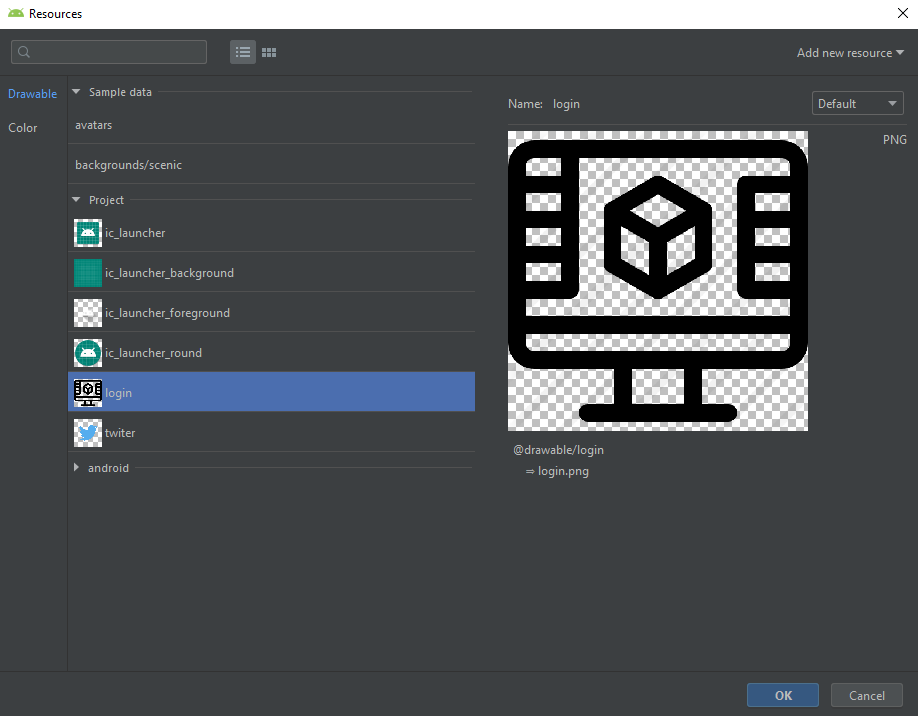 Resources
Add new resource
Drawable
Color
Sample data
avatars
backgrounds/scenic
Project
ic_launcher
ic_launcher_background
ic_launcher_foreground
ic_launcher_round
login
twiter
android
Name: login
Default
PNG
@drawable/login
⇒ login.png
OK
Cancel